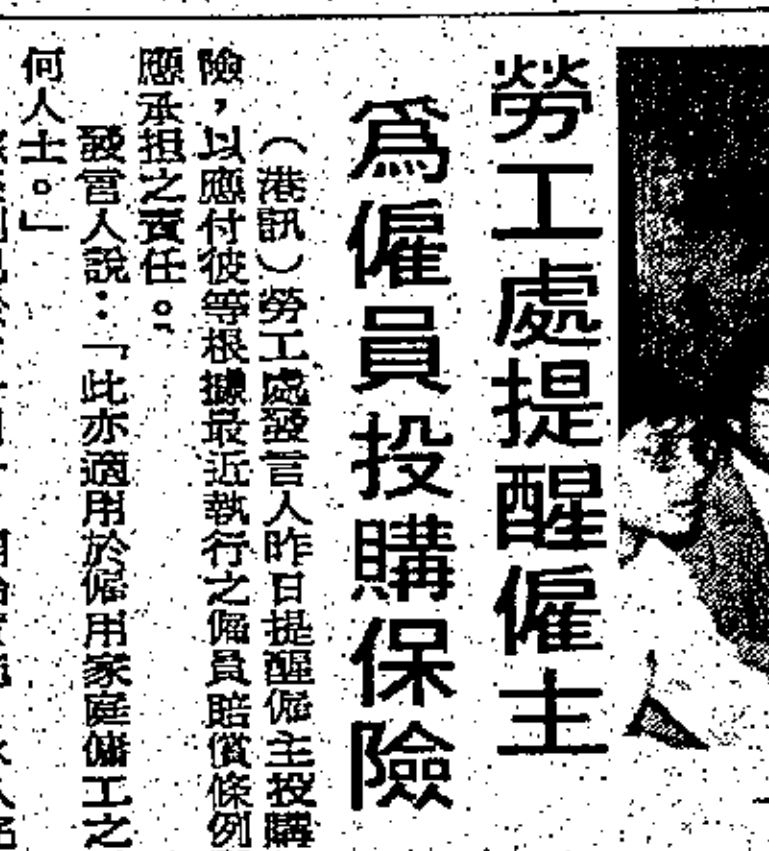 勞工處提醒僱主
爲僱員投購保險
（港訊）勞工處發言人昨日提醒僱主投購
險，以應付彼等根據最近執行之僱員賠償條例
應承担之責任。
發言人說：「此亦適用於僱用家庭傭工之
何人士。」